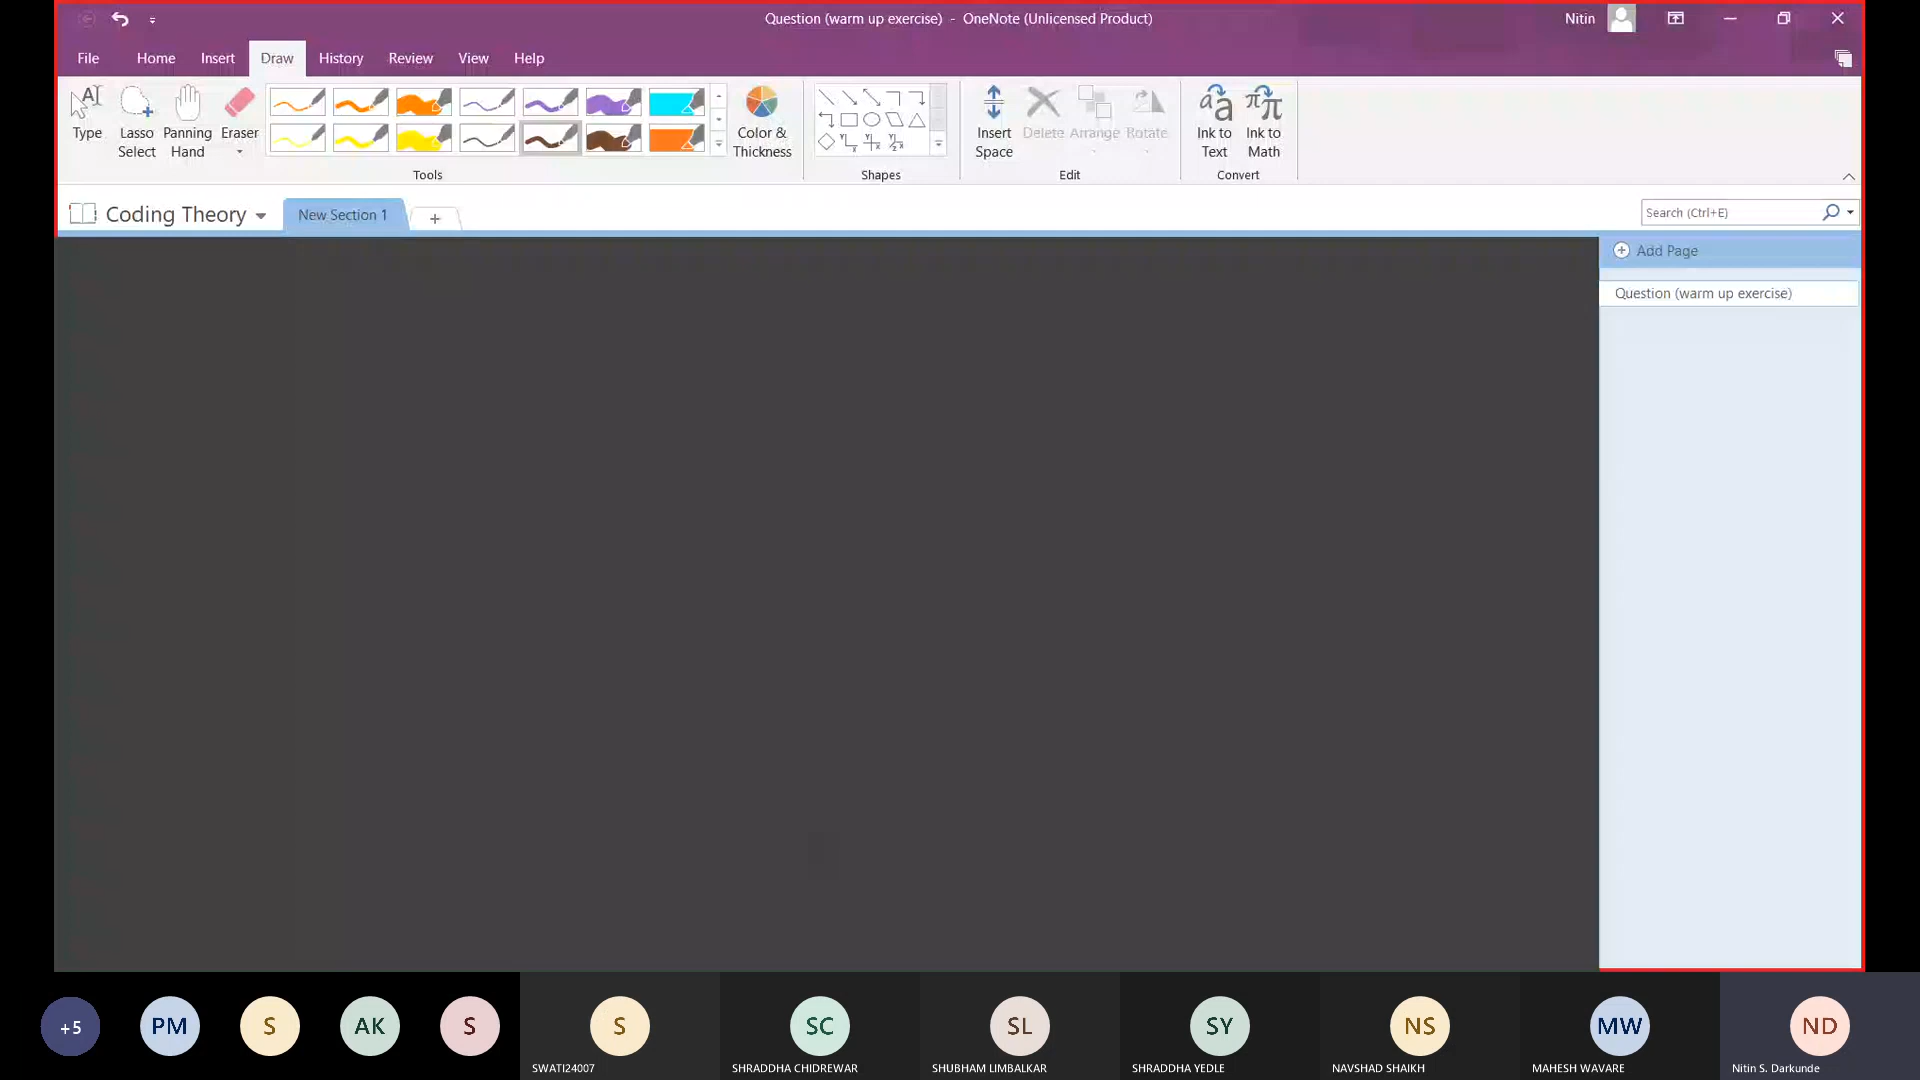 Question (warm up exercise) - OneNote (Unlicensed Product)
Nitin
File Home Insert Draw History Review View Help
Type
Lasso Select
Panning Hand
Eraser
Color & Thickness
Insert Space
Delete
Arrange
Rotate
Ink to Text
Ink to Math
Tools
Shapes
Edit
Convert
Coding Theory
New Section 1
+
Search (Ctrl+E)
Add Page
Question (warm up exercise)
+5
PM
S
AK
S
S
SC
SL
SY
NS
MW
ND
SWATI24007
SHRADDHA CHIDREWAR
SHUBHAM LIMBALKAR
SHRADDHA YEDLE
NAVSHAD SHAIKH
MAHESH WAVARE
Nitin S. Darkunde